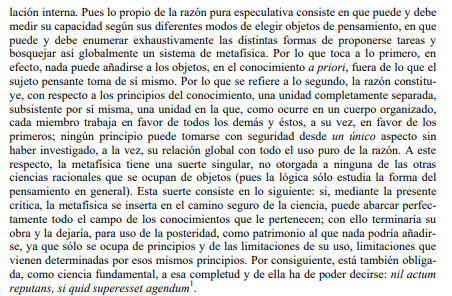 lación interna. Pues lo propio de la razón pura especulativa consiste en que puede y debe
medir su capacidad según sus diferentes modos de elegir objetos de pensamiento, en que
puede y debe enumerar exhaustivamente las distintas formas de proponerse tareas y
bosquejar así globalmente un sistema de metafísica. Por lo que toca a lo primero, en
efecto, nada puede añadirse a los objetos, en el conocimiento a priori, fuera de lo que el
sujeto pensante toma de sí mismo. Por lo que se refiere a lo segundo, la razón constitu-
ye, con respecto a los principios del conocimiento, una unidad completamente separada,
subsistente por sí misma, una unidad en la que, como ocurre en un cuerpo organizado,
cada miembro trabaja en favor de todos los demás y éstos, a su vez, en favor de los
primeros; ningún principio puede tomarse con seguridad desde un único aspecto sin
haber investigado, a la vez, su relación global con todo el uso puro de la razón. A este
respecto, la metafísica tiene una suerte singular, no otorgada a ninguna de las otras
ciencias racionales que se ocupan de objetos (pues la lógica sólo estudia la forma del
pensamiento en general). Esta suerte consiste en lo siguiente: si, mediante la presente
crítica, la metafísica se inserta en el camino seguro de la ciencia, puede abarcar perfec-
tamente todo el campo de los conocimientos que le pertenecen; con ello terminaría su
obra y la dejaría, para uso de la posteridad, como patrimonio al que nada podría añadir-
se, ya que sólo se ocupa de principios y de las limitaciones de su uso, limitaciones que
vienen determinadas por esos mismos principios. Por consiguiente, está también obliga-
da, como ciencia fundamental, a esa completud y de ella ha de poder decirse: nil actum
reputans, si quid superesset agendum¹.